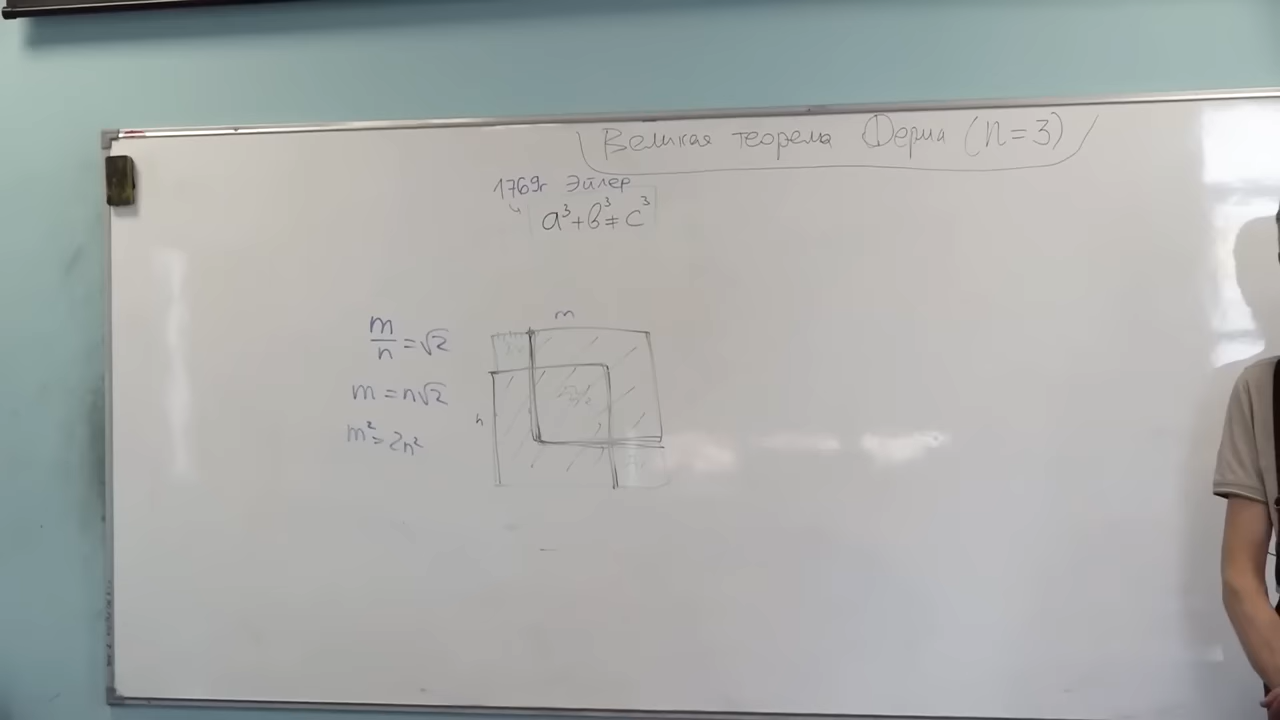 Великая теорема Ферма (n=3)
1769г Эйлер
a³+b³≠c³
m
m/n=√2
m=n√2
n
m²=2n²